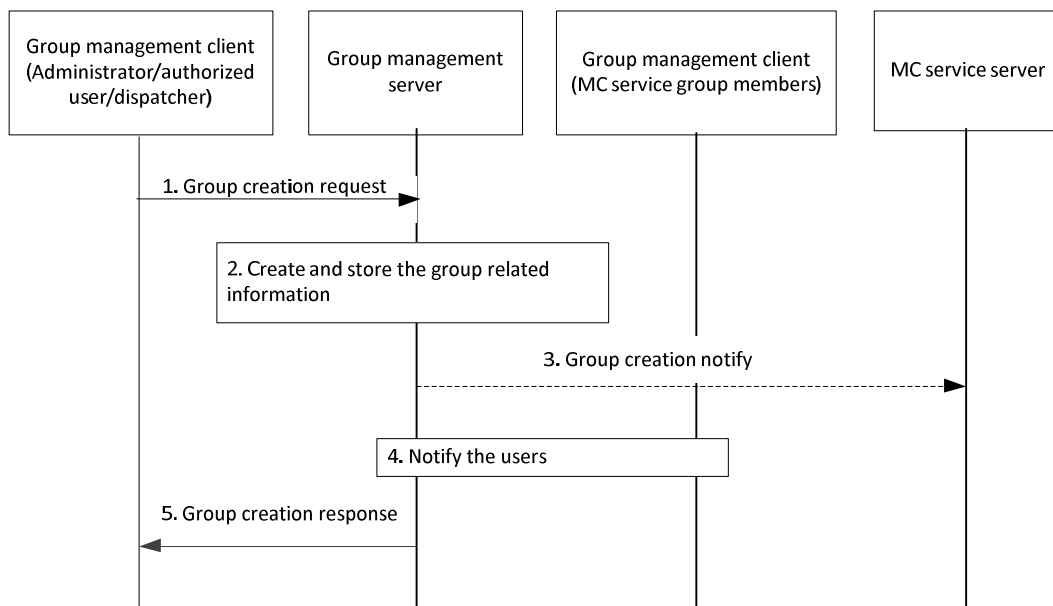 Group management client
(Administrator/authorized
user/dispatcher)
Group management
server
Group management client
(MC service group members)
MC service server
1. Group creation request
2. Create and store the group related
information
3. Group creation notify
4. Notify the users
5. Group creation response